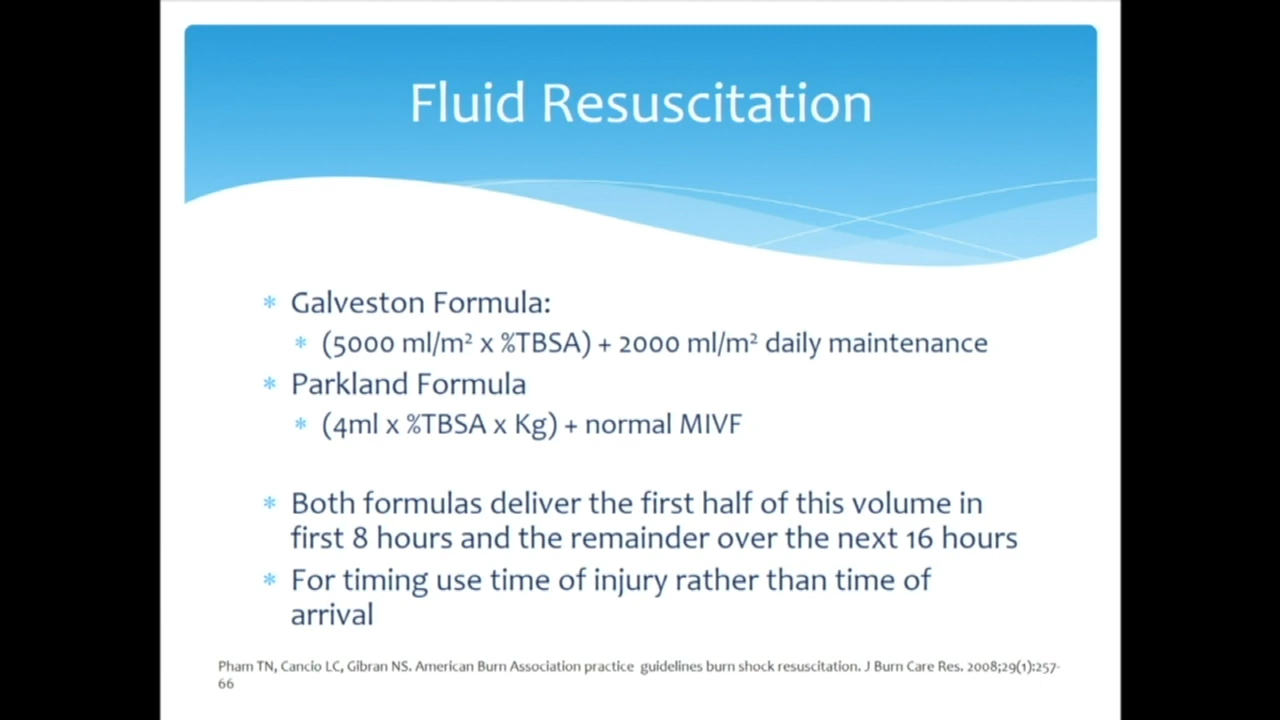 Fluid Resuscitation
* Galveston Formula:
* (5000 ml/m² x %TBSA) + 2000 ml/m² daily maintenance
* Parkland Formula
* (4ml x %TBSA x Kg) + normal MIVF
* Both formulas deliver the first half of this volume in
first 8 hours and the remainder over the next 16 hours
* For timing use time of injury rather than time of
arrival
Pham TN, Cancio LC, Gibran NS. American Burn Association practice guidelines burn shock resuscitation. J Burn Care Res. 2008;29(1):257-
66